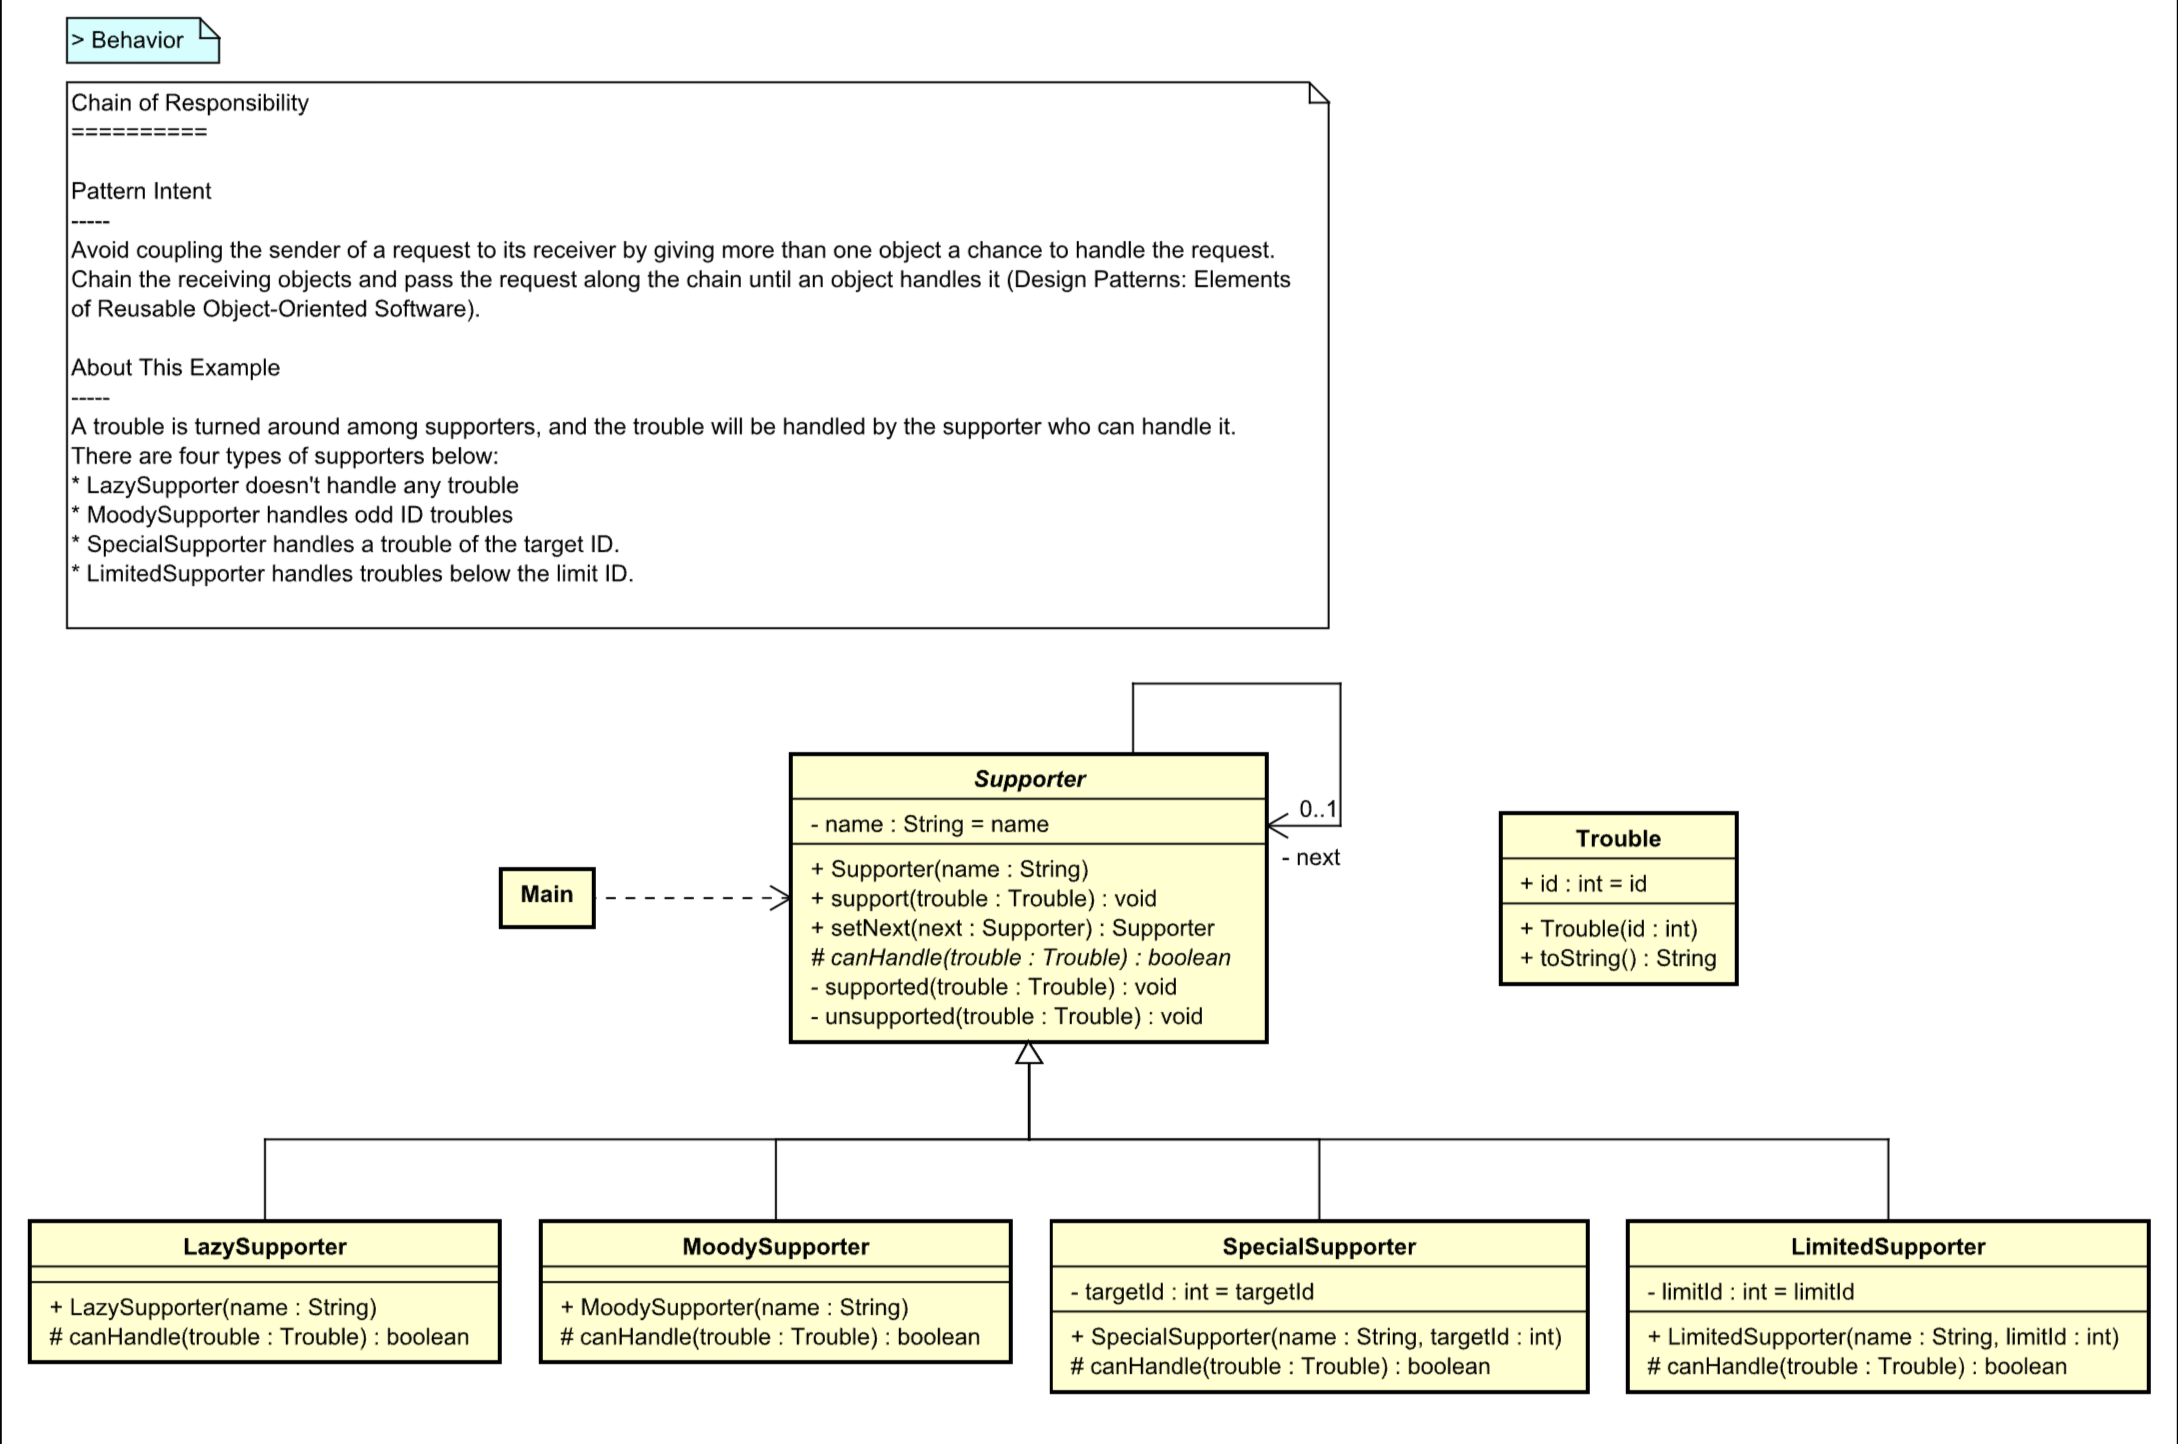 > Behavior
Chain of Responsibility
==========
Pattern Intent
-----
Avoid coupling the sender of a request to its receiver by giving more than one object a chance to handle the request.
Chain the receiving objects and pass the request along the chain until an object handles it (Design Patterns: Elements
of Reusable Object-Oriented Software).
About This Example
-----
A trouble is turned around among supporters, and the trouble will be handled by the supporter who can handle it.
There are four types of supporters below:
* LazySupporter doesn't handle any trouble
* MoodySupporter handles odd ID troubles
* SpecialSupporter handles a trouble of the target ID.
* LimitedSupporter handles troubles below the limit ID.
Supporter
- name : String = name
+ Supporter(name : String)
+ support(trouble : Trouble) : void
+ setNext(next : Supporter) : Supporter
# canHandle(trouble : Trouble) : boolean
- supported(trouble : Trouble) : void
- unsupported(trouble : Trouble) : void
0..1
- next
Main
Trouble
+ id : int = id
+ Trouble(id : int)
+ toString() : String
LazySupporter
+ LazySupporter(name : String)
# canHandle(trouble : Trouble) : boolean
MoodySupporter
+ MoodySupporter(name : String)
# canHandle(trouble : Trouble) : boolean
SpecialSupporter
- targetId : int = targetId
+ SpecialSupporter(name : String, targetId : int)
# canHandle(trouble : Trouble) : boolean
LimitedSupporter
- limitId : int = limitId
+ LimitedSupporter(name : String, limitId : int)
# canHandle(trouble : Trouble) : boolean